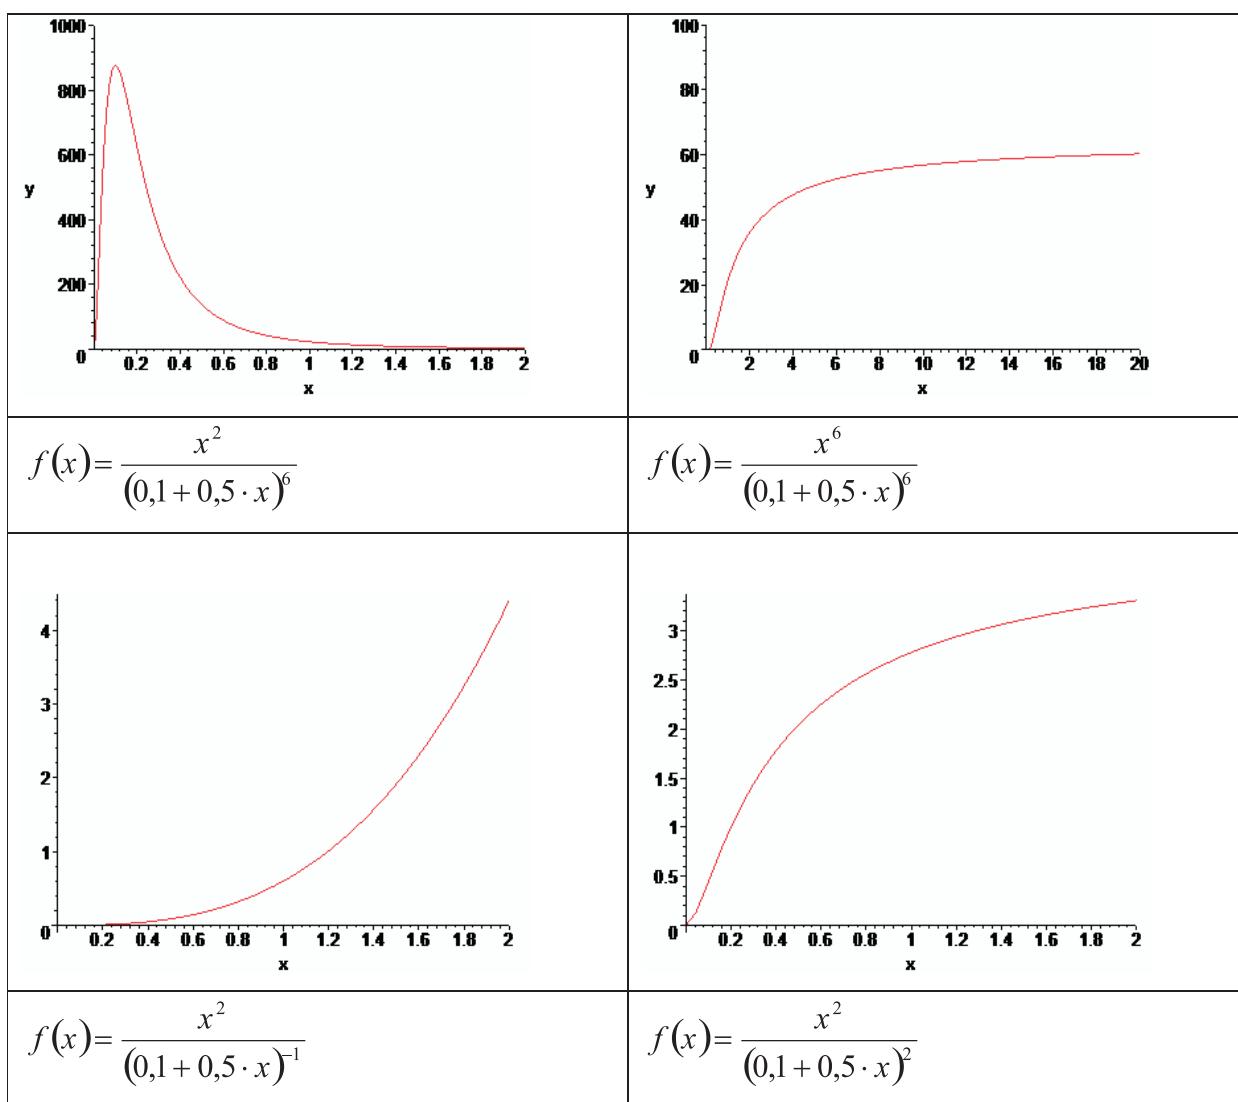 1000
800
600
y
400
200
0
0.2 0.4 0.6 0.8 1 1.2 1.4 1.6 1.8 2
x
100
80
60
y
40
20
0
2 4 6 8 10 12 14 16 18 20
x
f(x)=x²/(0,1+0,5·x)⁶
f(x)=x⁶/(0,1+0,5·x)⁶
4
3
2
1
0
0.2 0.4 0.6 0.8 1 1.2 1.4 1.6 1.8 2
x
3
2.5
2
1.5
1
0.5
0
0.2 0.4 0.6 0.8 1 1.2 1.4 1.6 1.8 2
x
f(x)=x²/(0,1+0,5·x)⁻¹
f(x)=x²/(0,1+0,5·x)²